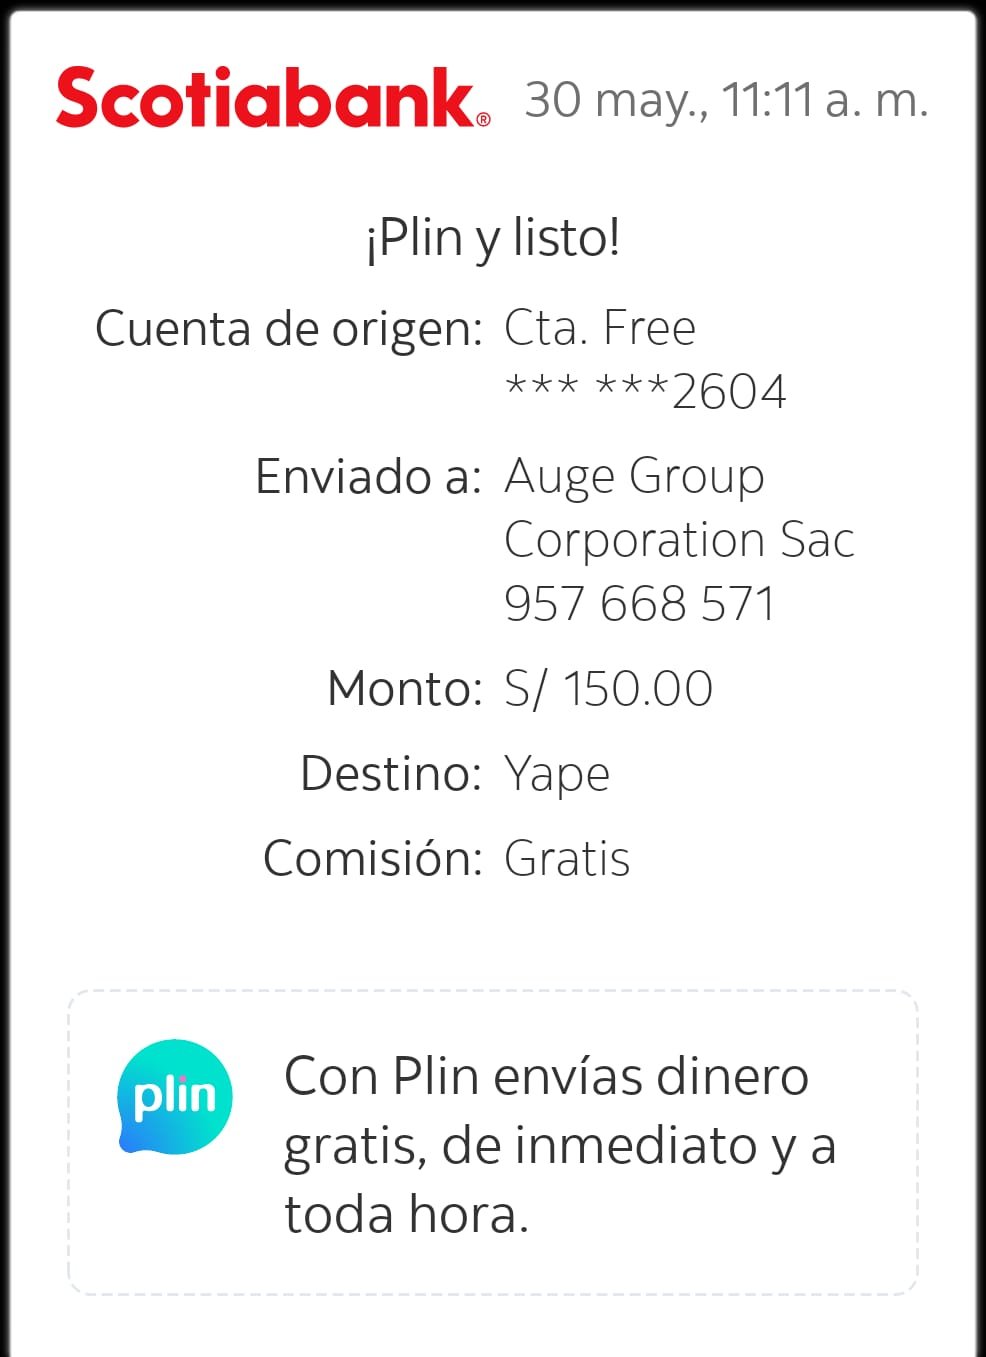 Scotiabank® 30 may., 11:11 a. m.
¡Plin y listo!
Cuenta de origen: Cta. Free
*** ***2604
Enviado a: Auge Group
Corporation Sac
957 668 571
Monto: S/ 150.00
Destino: Yape
Comisión: Gratis
plin
Con Plin envías dinero
gratis, de inmediato y a
toda hora.